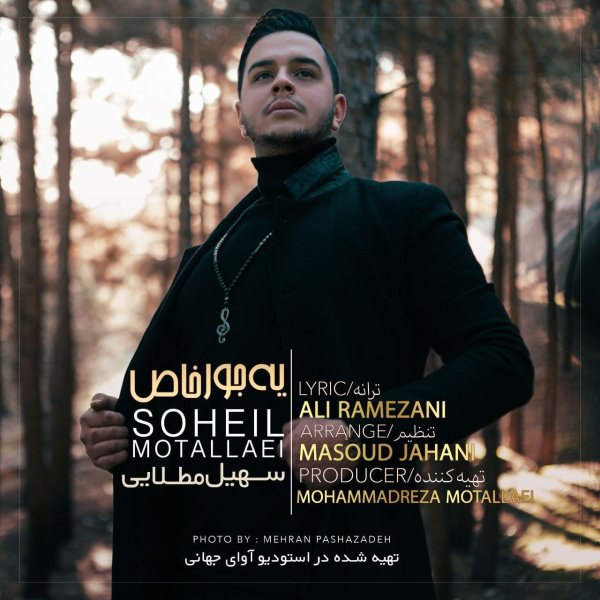 یه جور خاص
SOHEIL
MOTALLAEI
سهیل مطلایی
LYRIC/ترانه
ALI RAMEZANI
ARRANGE/تنظیم
MASOUD JAHANI
PRODUCER/تهیه کننده
MOHAMMADREZA MOTALLAEI
PHOTO BY : MEHRAN PASHAZADEH
تهیه شده در استودیو آوای جهانی